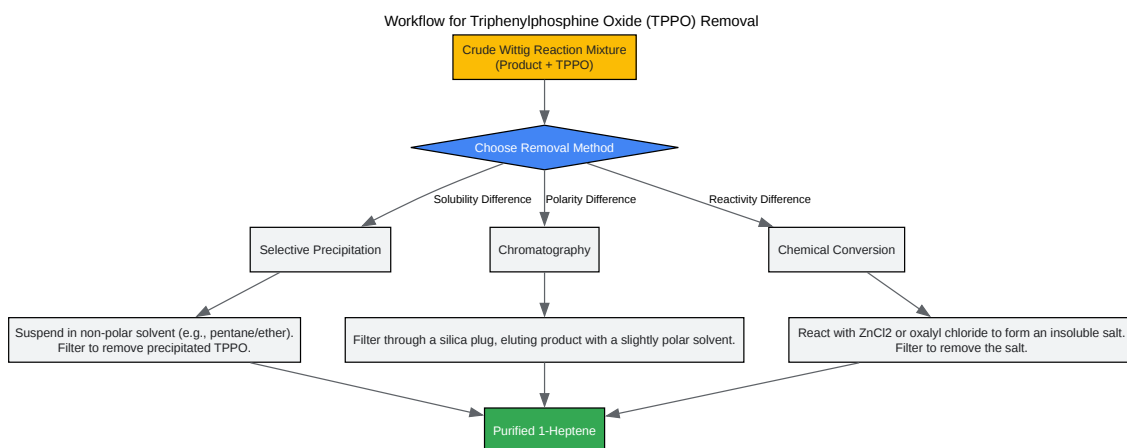 Workflow for Triphenylphosphine Oxide (TPPO) Removal
Crude Wittig Reaction Mixture
(Product + TPPO)
Choose Removal Method
Solubility Difference
Polarity Difference
Reactivity Difference
Selective Precipitation
Chromatography
Chemical Conversion
Suspend in non-polar solvent (e.g., pentane/ether).
Filter to remove precipitated TPPO.
Filter through a silica plug, eluting product with a slightly polar solvent.
React with ZnCl2 or oxalyl chloride to form an insoluble salt.
Filter to remove the salt.
Purified 1-Heptene